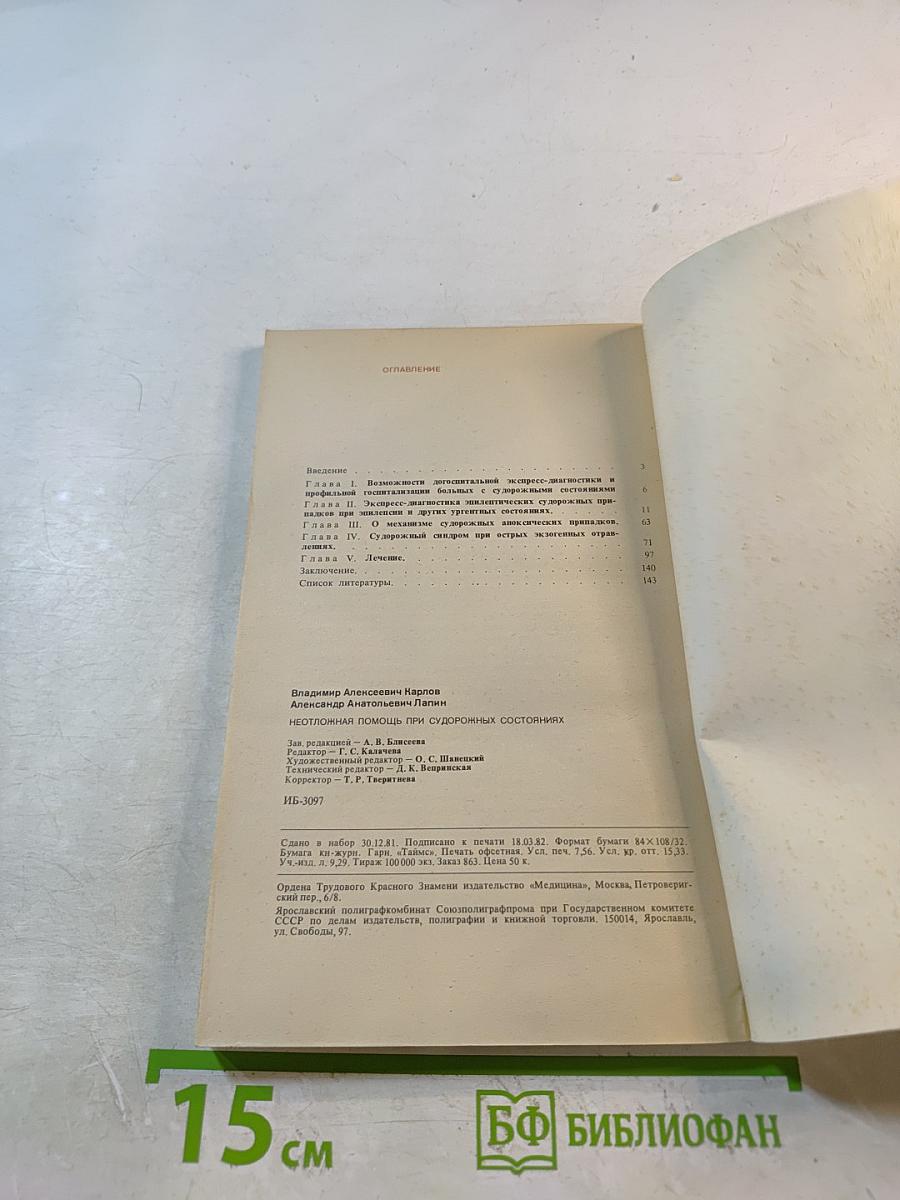 ОГЛАВЛЕНИЕ
Введение . . . . . . . . . . . . . . . . . . . . 3
Глава I. Возможности догоспитальной экспресс-диагностики и
профильной госпитализации больных с судорожными состояниями 6
Глава II. Экспресс-диагностика эпилептических судорожных при-
падков при эпилепсии и других ургентных состояниях. . . . . . 11
Глава III. О механизме судорожных аноксических припадков. 63
Глава IV. Судорожный синдром при острых экзогенных отрав-
лениях. . . . . . . . . . . . . . . . . . . . 71
Глава V. Лечение. . . . . . . . . . . . . . . . . 97
Заключение. . . . . . . . . . . . . . . . . . . 140
Список литературы. . . . . . . . . . . . . . . . 143
Владимир Алексеевич Карлов
Александр Анатольевич Лапин
НЕОТЛОЖНАЯ ПОМОЩЬ ПРИ СУДОРОЖНЫХ СОСТОЯНИЯХ
Зав. редакцией — А. В. Блисеева
Редактор — Г. С. Калачева
Художественный редактор — О. С. Шанецкий
Технический редактор — Д. К. Вепринская
Корректор — Т. Р. Тверитнева
ИБ-3097
Сдано в набор 30.12.81. Подписано к печати 18.03.82. Формат бумаги 84×108/32.
Бумага кн-журн. Гарн. «Таймс». Печать офсетная. Усл. печ. 7,56. Усл. кр. отт. 15,33.
Уч.-изд. л. 9,29. Тираж 100 000 экз. Заказ 863. Цена 50 к.
Ордена Трудового Красного Знамени издательство «Медицина», Москва, Петровериг-
ский пер., 6/8.
Ярославский полиграфкомбинат Союзполиграфпрома при Государственном комитете
СССР по делам издательств, полиграфии и книжной торговли. 150014, Ярославль,
ул. Свободы, 97.
15 см
БФ БИБЛИОФАН